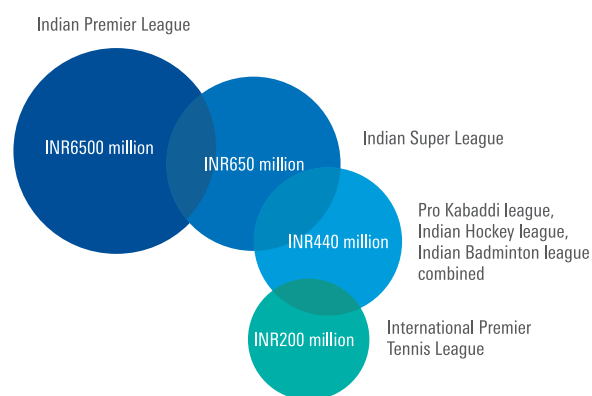 Indian Premier League
INR6500 million
INR650 million
Indian Super League
INR440 million
Pro Kabaddi league,
Indian Hockey league,
Indian Badminton league
combined
INR200 million
International Premier
Tennis League